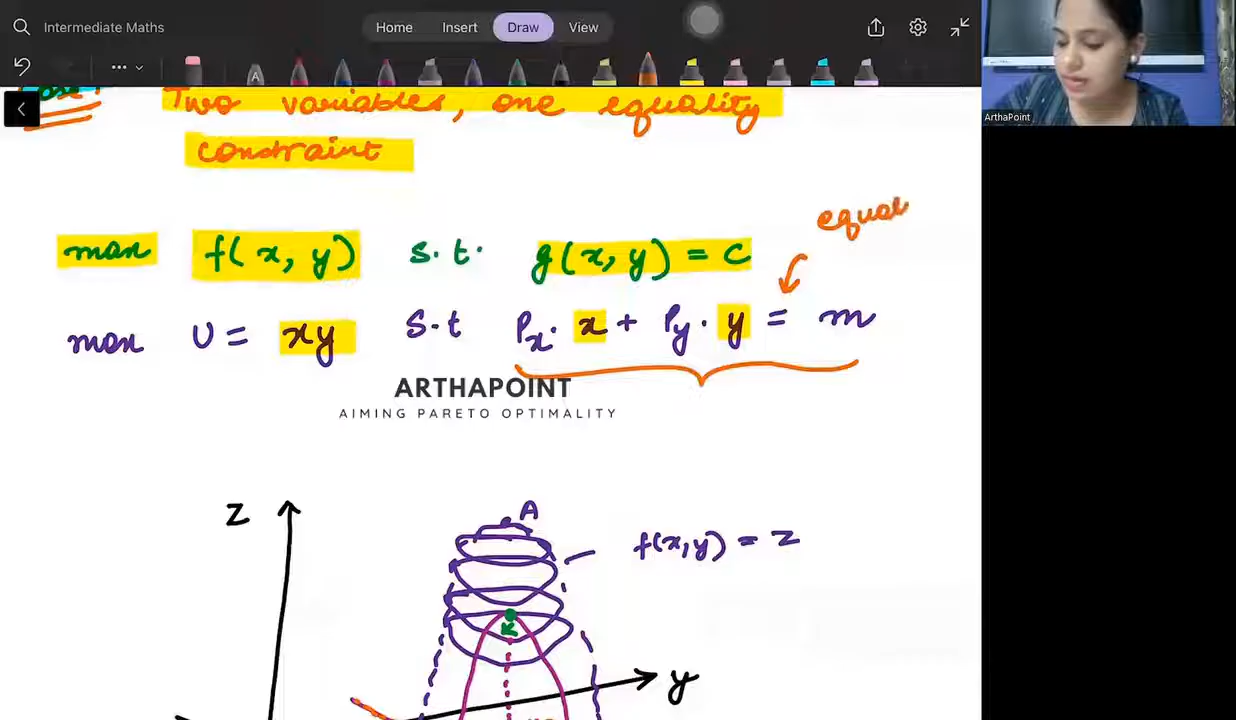 Intermediate Maths
Home Insert Draw View
ArthaPoint
Two variables, one equality
constraint
equal
max f(x, y) s.t. g(x, y) = c
max U = xy s.t Px. x + Py. y = m
ARTHAPOINT
AIMING PARETO OPTIMALITY
Z
A
f(x,y) = z
y